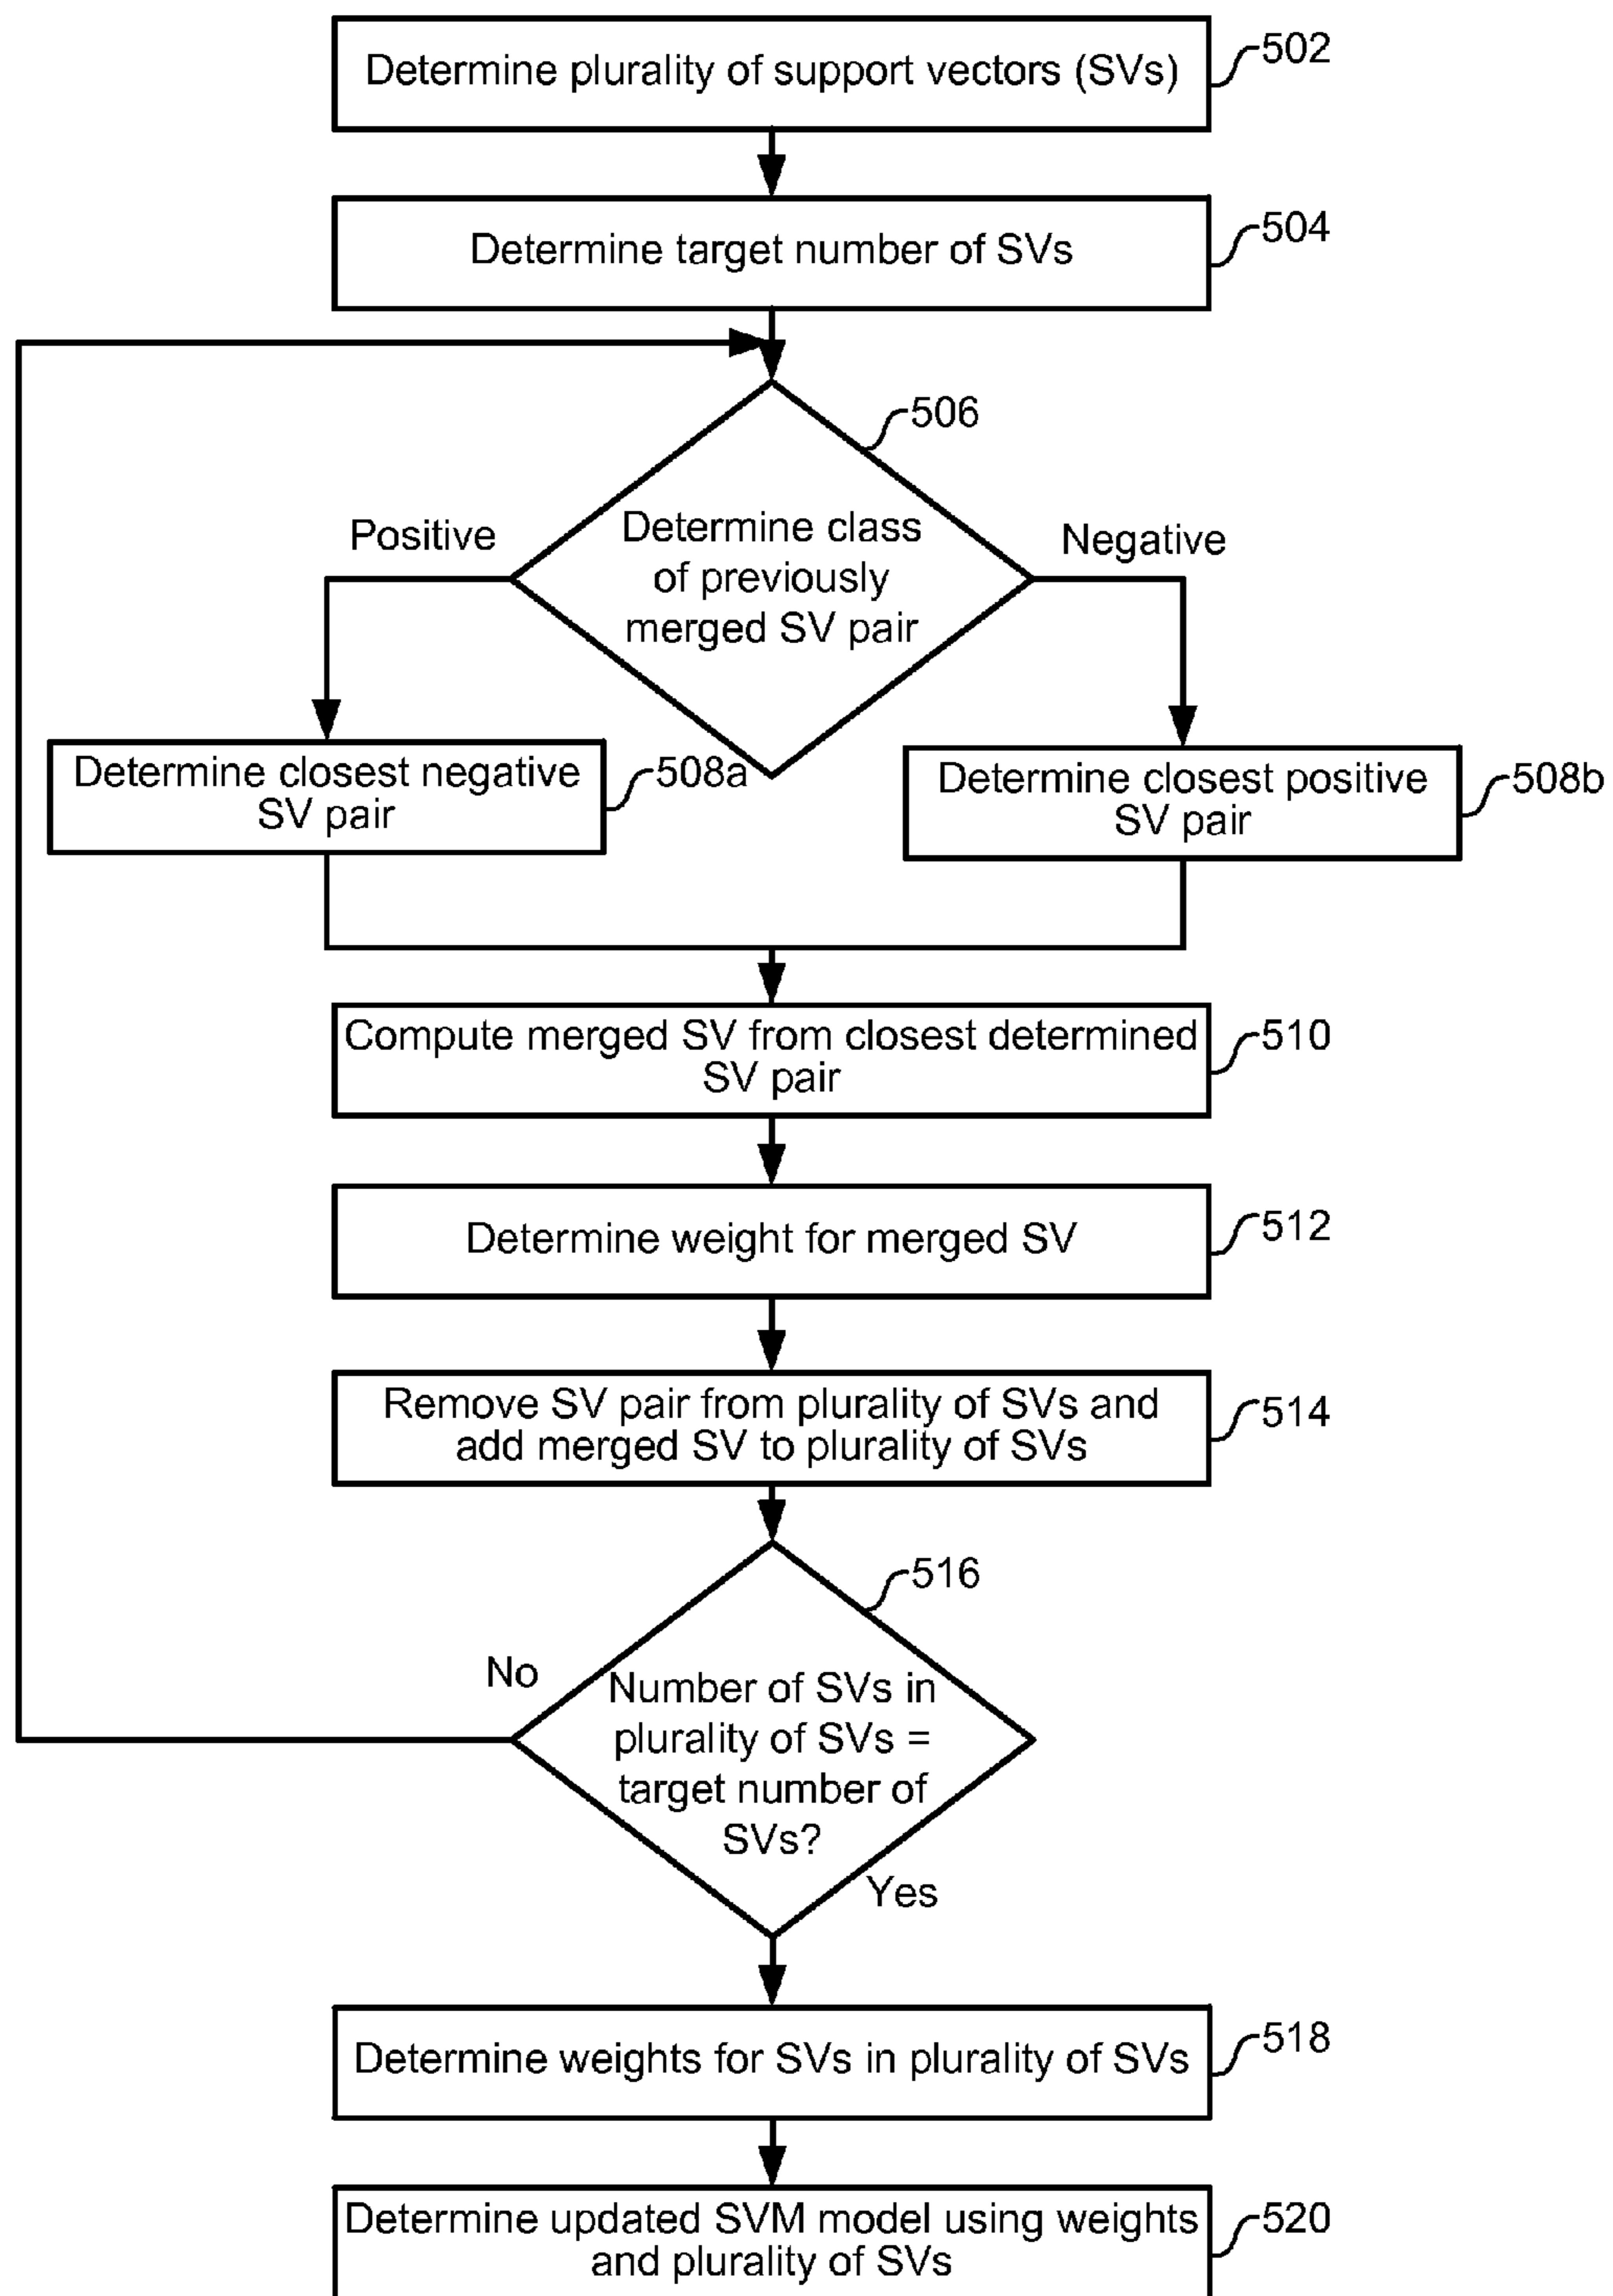 Determine plurality of support vectors (SVs)
502
Determine target number of SVs
504
506
Determine class
of previously
merged SV pair
Positive
Negative
Determine closest negative
SV pair
508a
Determine closest positive
SV pair
508b
Compute merged SV from closest determined
SV pair
510
Determine weight for merged SV
512
Remove SV pair from plurality of SVs and
add merged SV to plurality of SVs
514
516
No
Number of SVs in
plurality of SVs =
target number of
SVs?
Yes
Determine weights for SVs in plurality of SVs
518
Determine updated SVM model using weights
and plurality of SVs
520